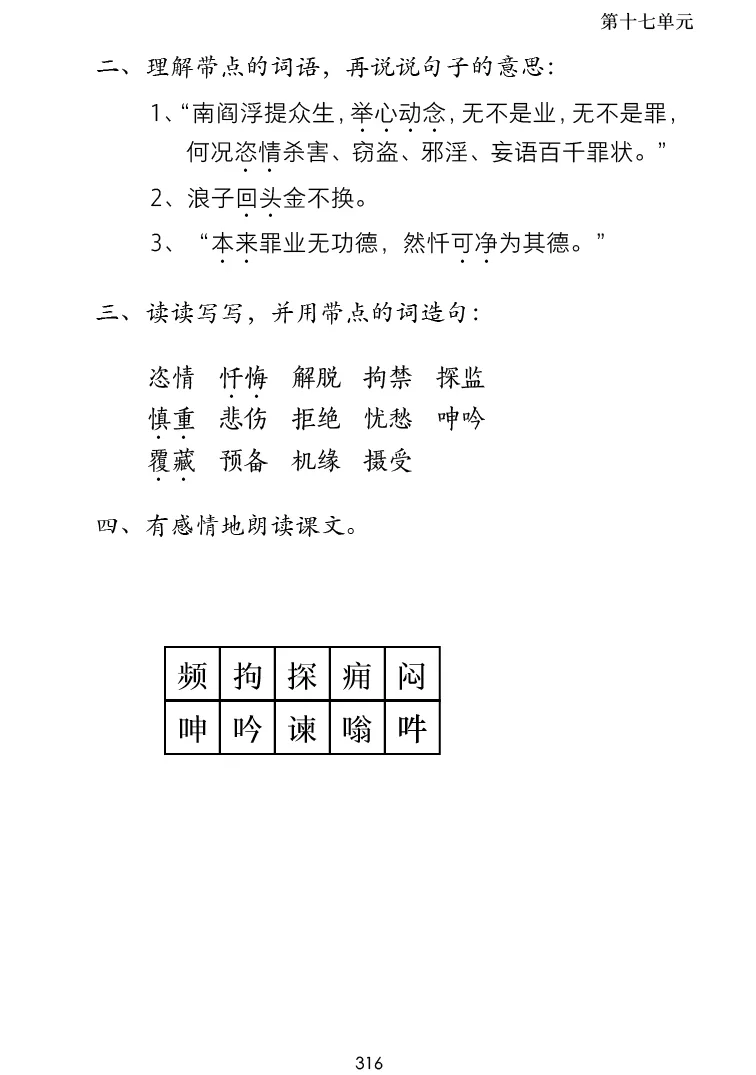 第十七单元
二、理解带点的词语，再说说句子的意思：
1、“南阎浮提众生，举心动念，无不是业，无不是罪，
何况恣情杀害、窃盗、邪淫、妄语百千罪状。”
2、浪子回头金不换。
3、“本来罪业无功德，然忏可净为其德。”
三、读读写写，并用带点的词造句：
恣情 忏悔 解脱 拘禁 探监
慎重 悲伤 拒绝 忧愁 呻吟
覆藏 预备 机缘 摄受
四、有感情地朗读课文。
频 拘 探 痈 闷
呻 吟 谏 嗡 吽
316